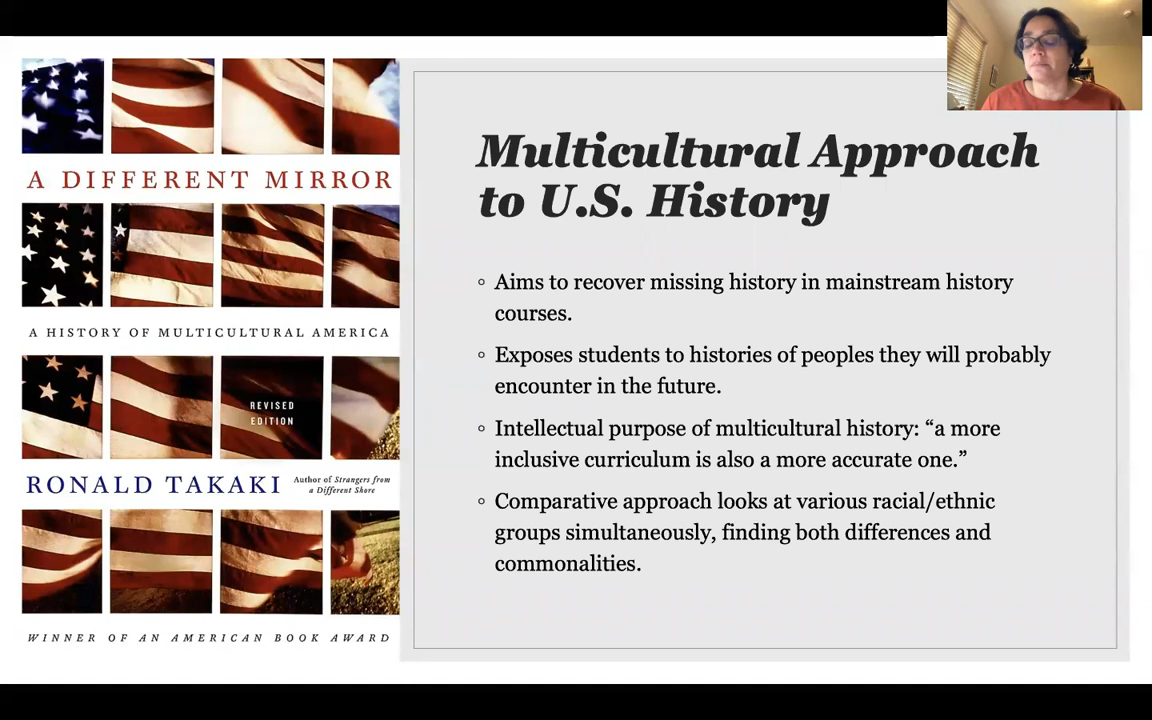 A DIFFERENT MIRROR
A HISTORY OF MULTICULTURAL AMERICA
REVISED
EDITION
RONALD TAKAKI
Author of Strangers from
a Different Shore
WINNER OF AN AMERICAN BOOK AWARD
Multicultural Approach
to U.S. History
◦ Aims to recover missing history in mainstream history
courses.
◦ Exposes students to histories of peoples they will probably
encounter in the future.
◦ Intellectual purpose of multicultural history: “a more
inclusive curriculum is also a more accurate one.”
◦ Comparative approach looks at various racial/ethnic
groups simultaneously, finding both differences and
commonalities.